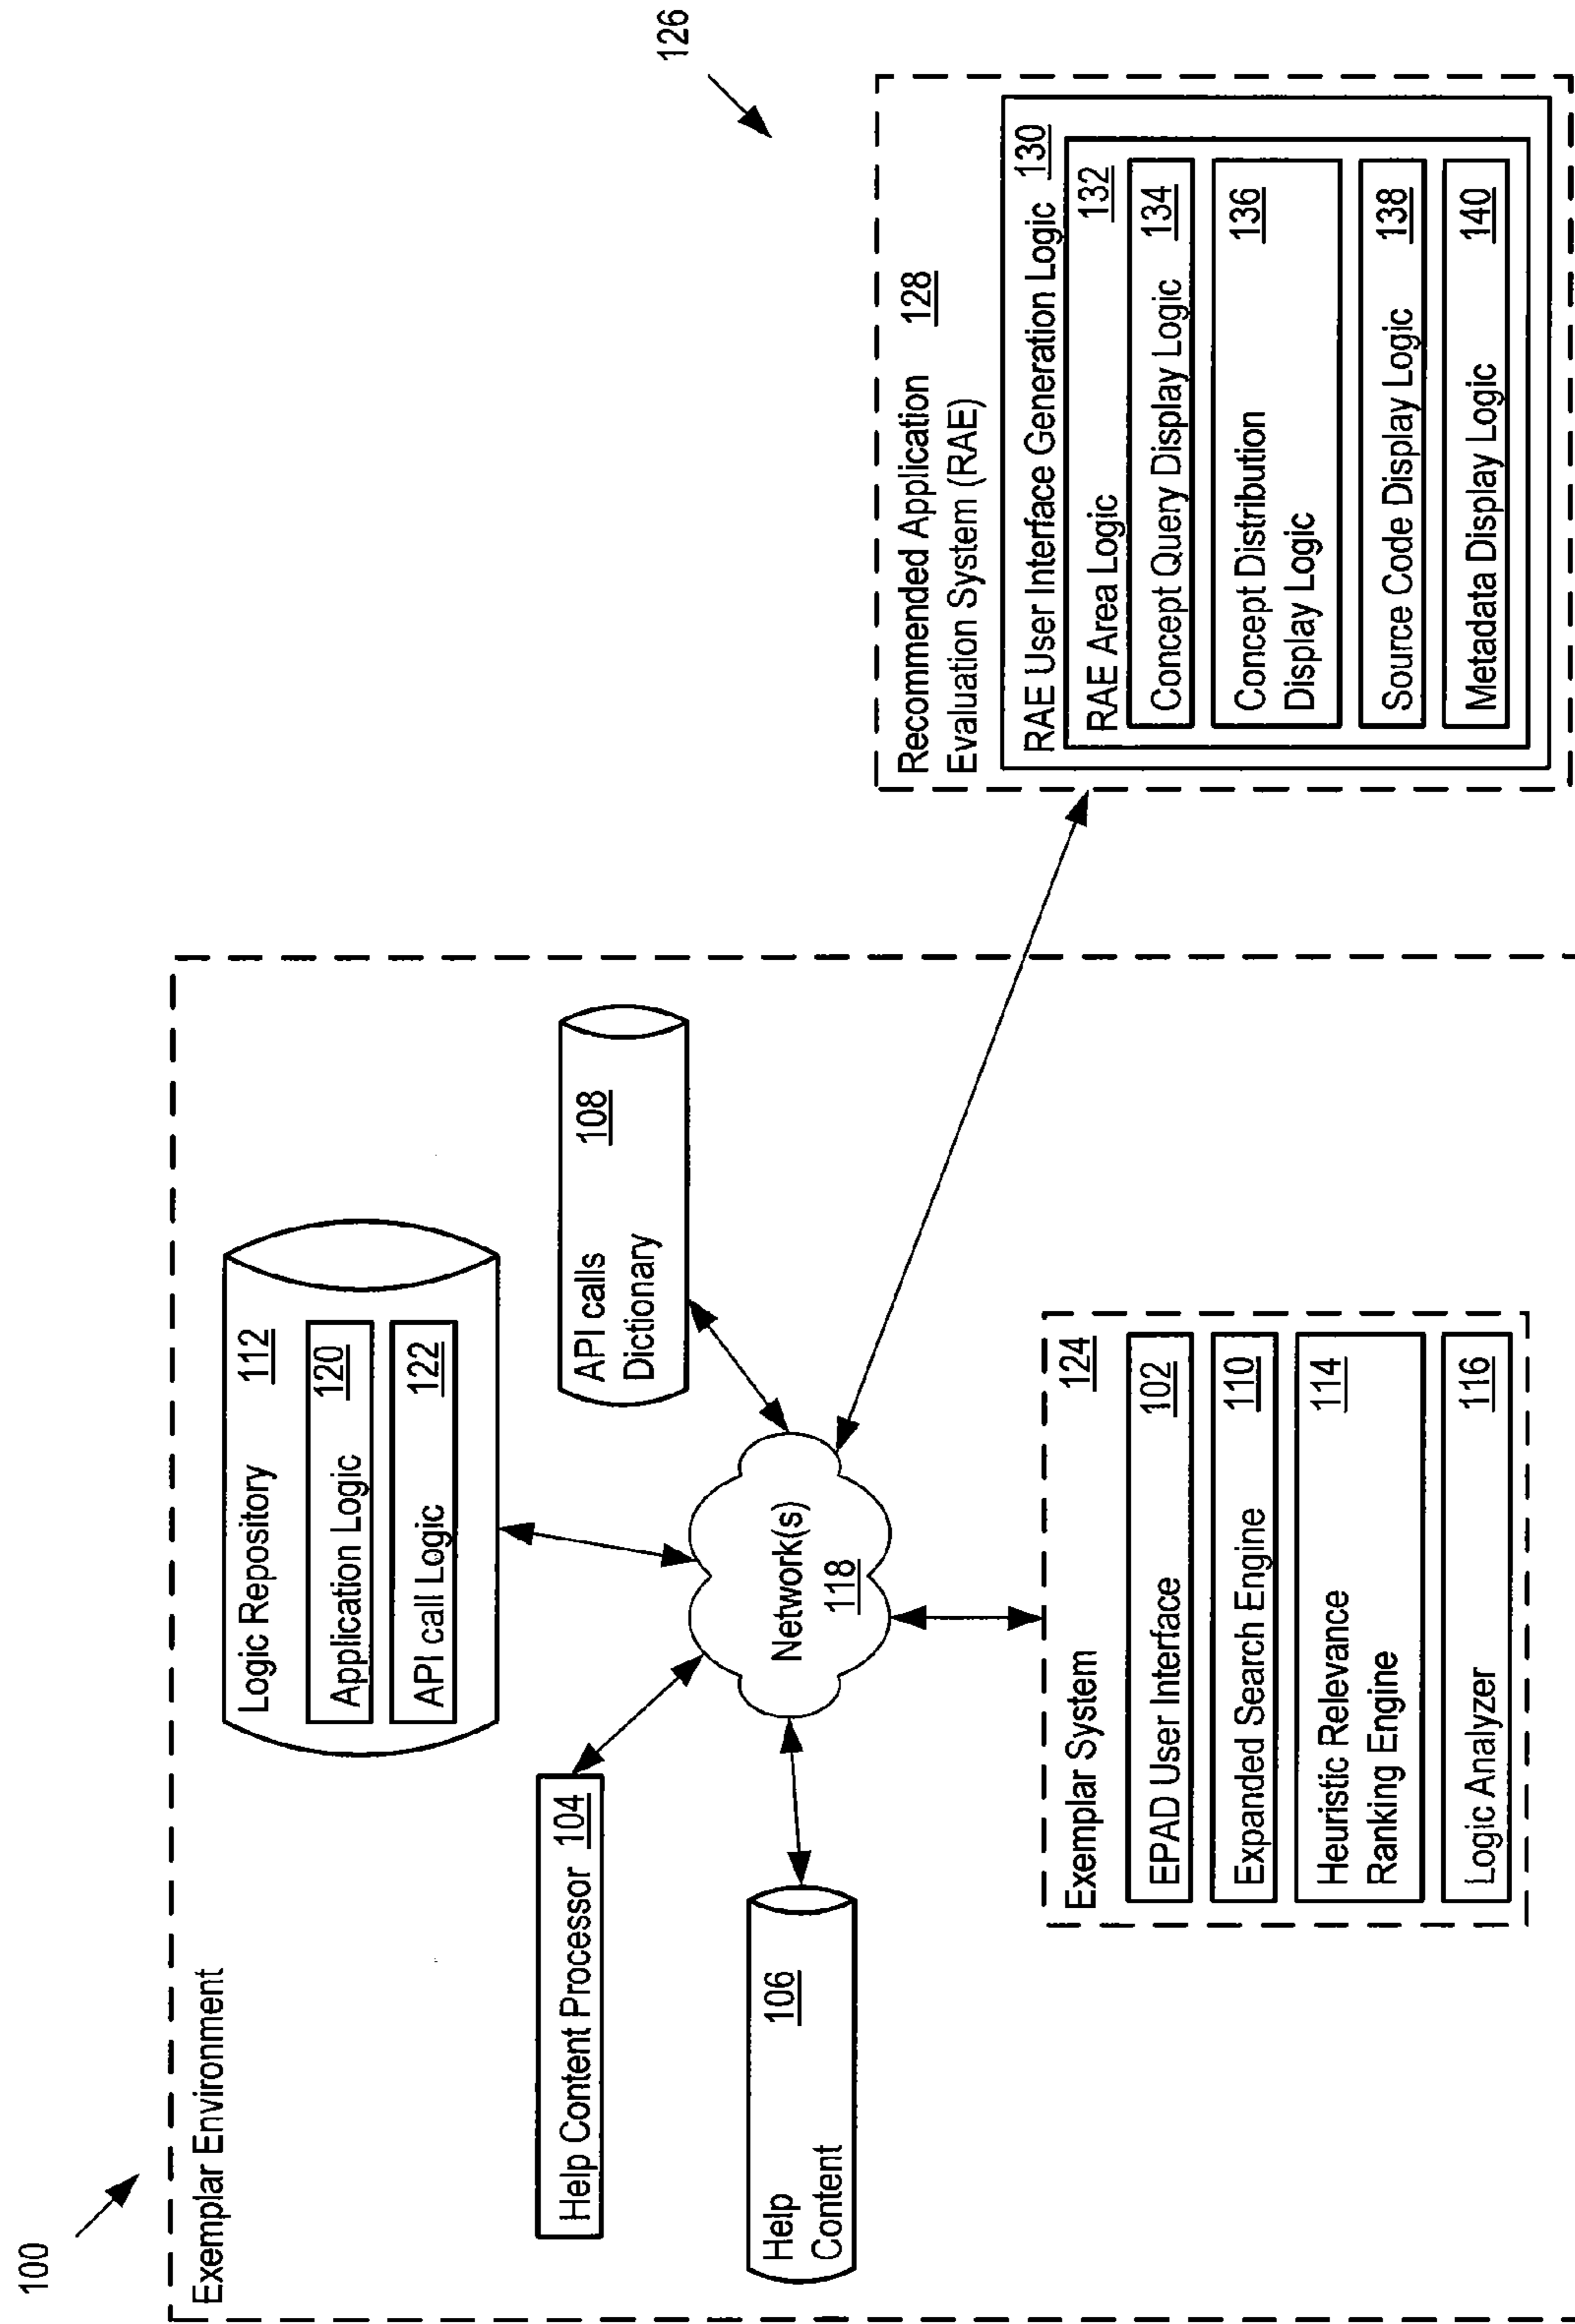 100
Exemplar Environment
Logic Repository 112
Application Logic 120
API call Logic 122
Help Content Processor 104
API calls 108
Dictionary
Help 106
Content
Network(s)
118
Exemplar System 124
EPAD User Interface 102
Expanded Search Engine 110
Heuristic Relevance 114
Ranking Engine
Logic Analyzer 116
126
Recommended Application 128
Evaluation System (RAE)
RAE User Interface Generation Logic 130
RAE Area Logic 132
Concept Query Display Logic 134
Concept Distribution 136
Display Logic
Source Code Display Logic 138
Metadata Display Logic 140